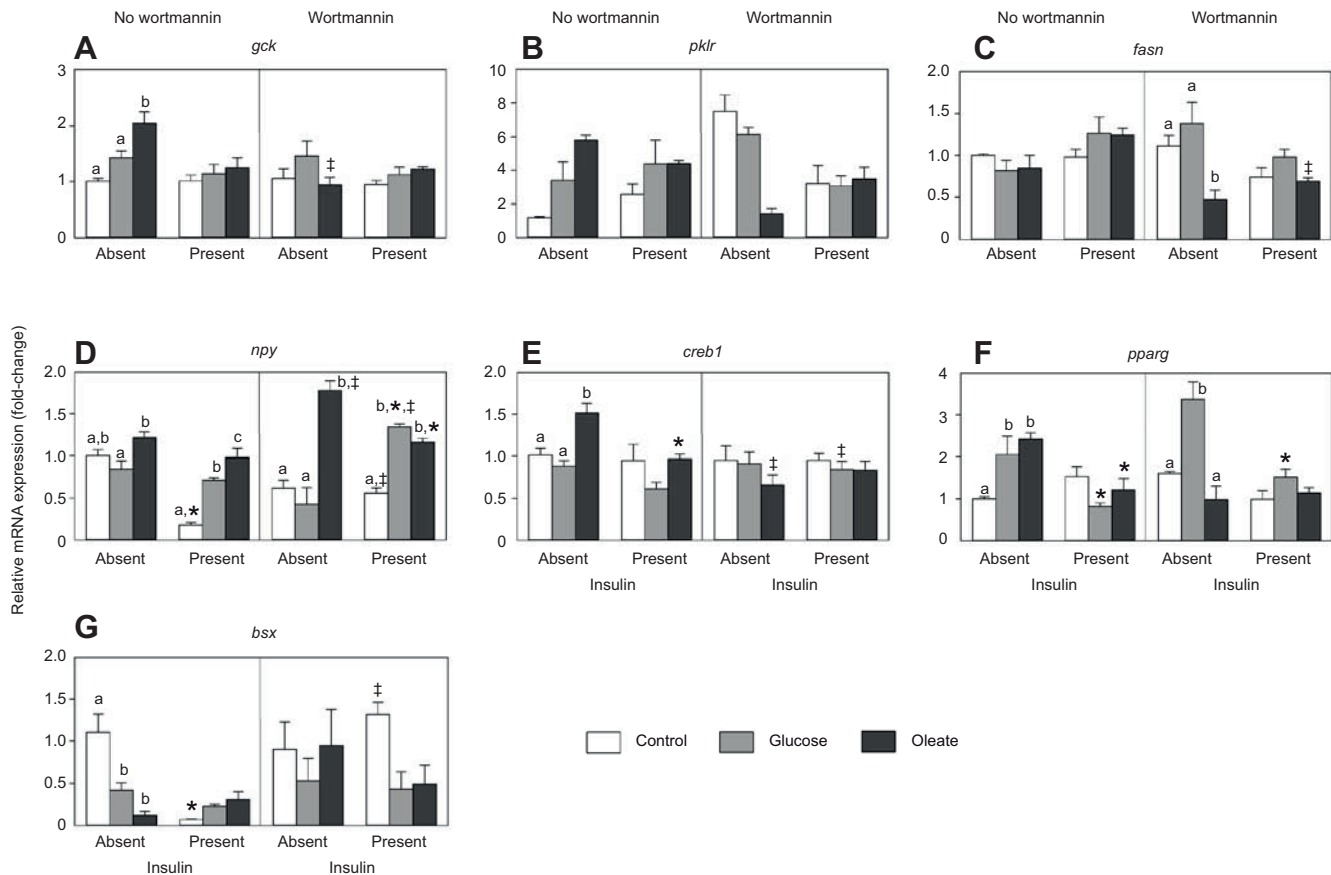 No wortmannin Wortmannin No wortmannin Wortmannin No wortmannin Wortmannin
A gck B pklr C fasn
3 10 2.0
8 1.5
2 b a a a 6 1.0
1 a ‡ 4 b ‡ 0.5
2
0 0 0
Absent Present Absent Present Absent Present Absent Present Absent Present Absent Present
Relative mRNA expression (fold-change)
D npy E creb1 F pparg
2.0 b,‡ 2.0 4 b
1.5 b,*,‡ 1.5 b 3
a,b a b c b,* 1.0 a * ‡ ‡ b b a *
1.0 b a a a,‡ 2 a * * a
0.5 a,* 0.5 1
0 0 0
Absent Present Absent Present Absent Present Absent Present Absent Present Absent Present
Insulin Insulin Insulin Insulin
G bsx
2.0
1.5 a ‡
1.0
0.5 b b *
0
Absent Present Absent Present
Insulin Insulin
Control Glucose Oleate